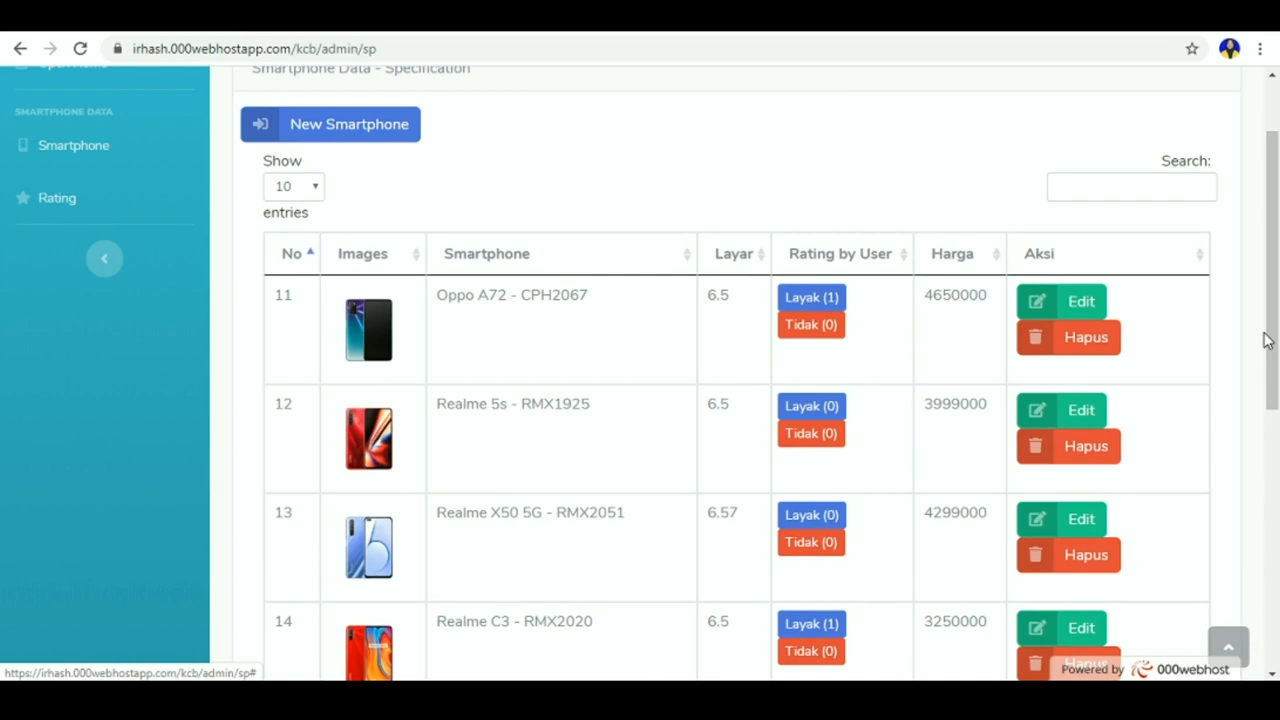 irhash.000webhostapp.com/kcb/admin/sp
Smartphone Data - Specification
SMARTPHONE DATA
Smartphone
Rating
New Smartphone
Show
10
entries
Search:
No Images Smartphone Layar Rating by User Harga Aksi
11 Oppo A72 - CPH2067 6.5 Layak (1) 4650000 Edit
Tidak (0) Hapus
12 Realme 5s - RMX1925 6.5 Layak (0) 3999000 Edit
Tidak (0) Hapus
13 Realme X50 5G - RMX2051 6.57 Layak (0) 4299000 Edit
Tidak (0) Hapus
14 Realme C3 - RMX2020 6.5 Layak (1) 3250000 Edit
Tidak (0) Hapus
https://irhash.000webhostapp.com/kcb/admin/sp#
Powered by 000webhost